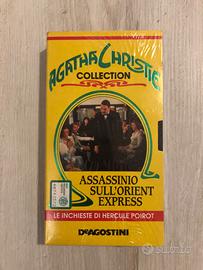 AGATHA CHRISTIE
COLLECTION
ASSASSINIO
SULL'ORIENT
EXPRESS
LE INCHIESTE DI HERCULE POIROT
DEAGOSTINI